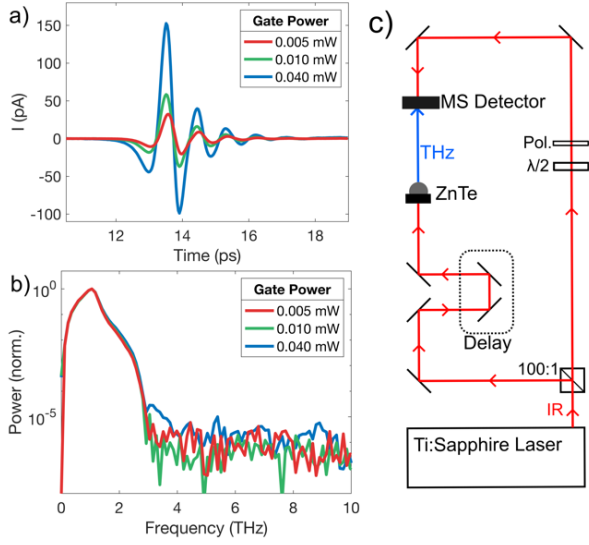 a)
Gate Power
0.005 mW
0.010 mW
0.040 mW
I (pA)
150
100
50
0
-50
-100
12
14
16
18
Time (ps)
b)
Gate Power
0.005 mW
0.010 mW
0.040 mW
Power (norm.)
10^0
10^-5
0
2
4
6
8
10
Frequency (THz)
c)
MS Detector
THz
ZnTe
Pol.
λ/2
Delay
100:1
IR
Ti:Sapphire Laser